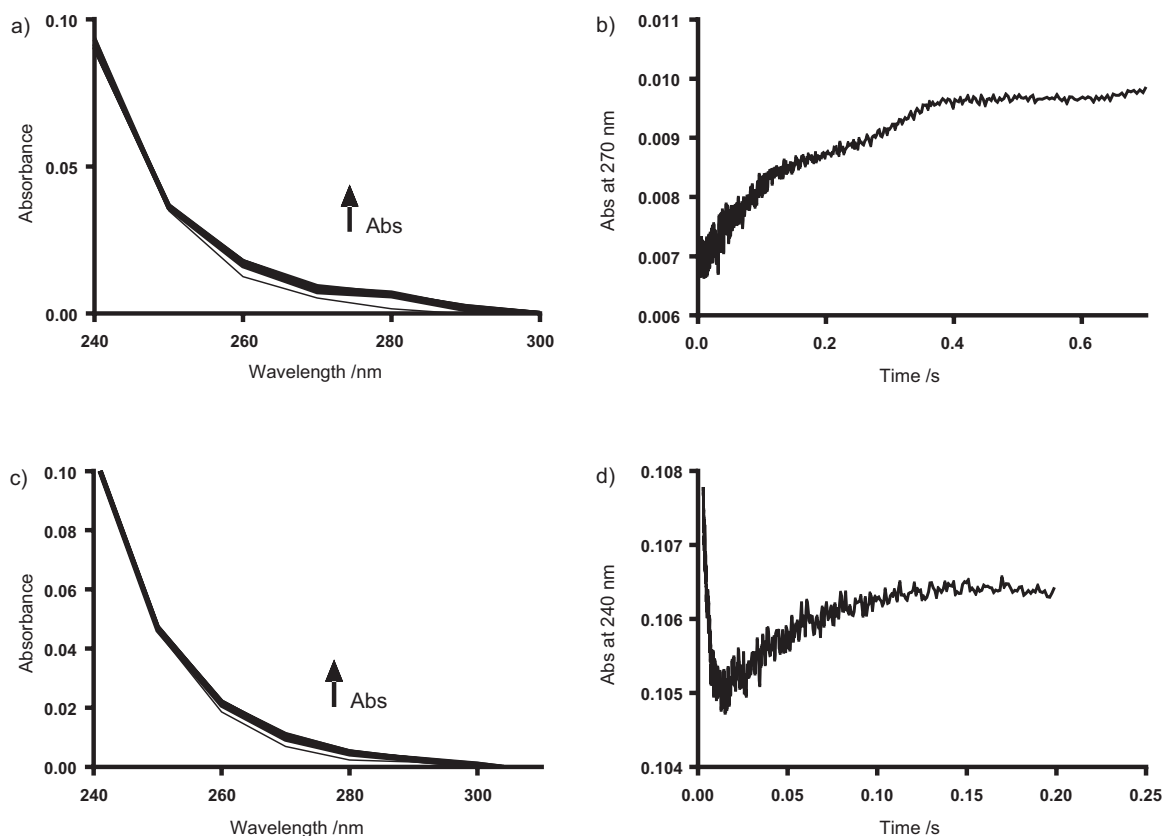 a)
0.10
0.05
0.00
Absorbance
Abs
240
260
280
300
Wavelength /nm
b)
0.011
0.010
0.009
0.008
0.007
0.006
Abs at 270 nm
0.0
0.2
0.4
0.6
Time /s
c)
0.10
0.08
0.06
0.04
0.02
0.00
Absorbance
Abs
240
260
280
300
Wavelength /nm
d)
0.108
0.107
0.106
0.105
0.104
Abs at 240 nm
0.00
0.05
0.10
0.15
0.20
0.25
Time /s